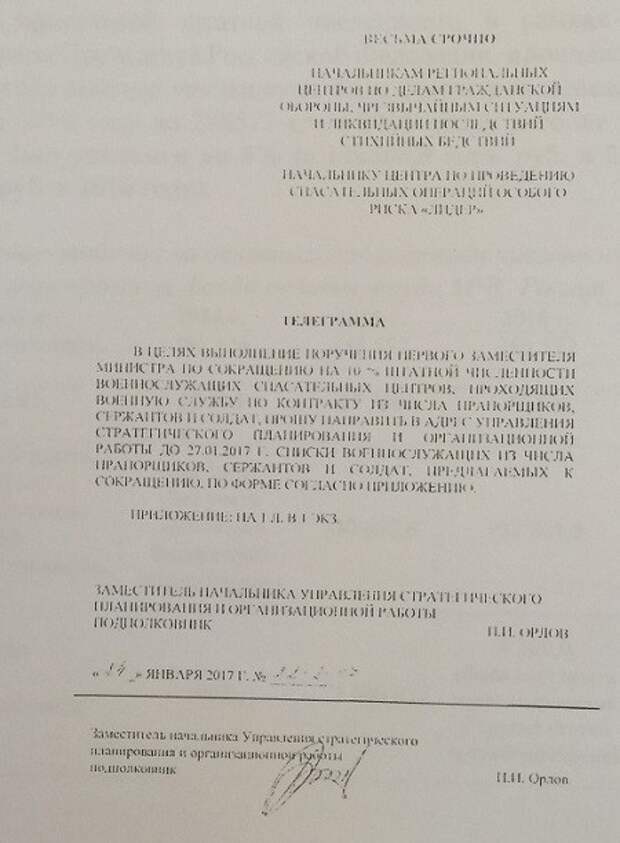 ВЕСЬМА СРОЧНО
НАЧАЛЬНИКАМ РЕГИОНАЛЬНЫХ
ЦЕНТРОВ ПО ДЕЛАМ ГРАЖДАНСКОЙ
ОБОРОНЫ, ЧРЕЗВЫЧАЙНЫМ СИТУАЦИЯМ
И ЛИКВИДАЦИИ ПОСЛЕДСТВИЙ
СТИХИЙНЫХ БЕДСТВИЙ
НАЧАЛЬНИКУ ЦЕНТРА ПО ПРОВЕДЕНИЮ
СПАСАТЕЛЬНЫХ ОПЕРАЦИЙ ОСОБОГО
РИСКА «ЛИДЕР»
ТЕЛЕГРАММА
В ЦЕЛЯХ ВЫПОЛНЕНИЕ ПОРУЧЕНИЯ ПЕРВОГО ЗАМЕСТИТЕЛЯ
МИНИСТРА ПО СОКРАЩЕНИЮ НА 10 % ШТАТНОЙ ЧИСЛЕННОСТИ
ВОЕННОСЛУЖАЩИХ СПАСАТЕЛЬНЫХ ЦЕНТРОВ, ПРОХОДЯЩИХ
ВОЕННУЮ СЛУЖБУ ПО КОНТРАКТУ ИЗ ЧИСЛА ПРАПОРЩИКОВ,
СЕРЖАНТОВ И СОЛДАТ, ПРОШУ НАПРАВИТЬ В АДРЕС УПРАВЛЕНИЯ
СТРАТЕГИЧЕСКОГО ПЛАНИРОВАНИЯ И ОРГАНИЗАЦИОННОЙ
РАБОТЫ ДО 27.01.2017 Г. СПИСКИ ВОЕННОСЛУЖАЩИХ ИЗ ЧИСЛА
ПРАПОРЩИКОВ, СЕРЖАНТОВ И СОЛДАТ, ПРЕДЛАГАЕМЫХ К
СОКРАЩЕНИЮ, ПО ФОРМЕ СОГЛАСНО ПРИЛОЖЕНИЮ.
ПРИЛОЖЕНИЕ: НА 1 Л. В 1 ЭКЗ.
ЗАМЕСТИТЕЛЬ НАЧАЛЬНИКА УПРАВЛЕНИЯ СТРАТЕГИЧЕСКОГО
ПЛАНИРОВАНИЯ И ОРГАНИЗАЦИОННОЙ РАБОТЫ
ПОДПОЛКОВНИК
П.И. ОРЛОВ
« 24 » ЯНВАРЯ 2017 Г. №
Заместитель начальника Управления стратегического
планирования и организационной работы
подполковник
П.И. Орлов